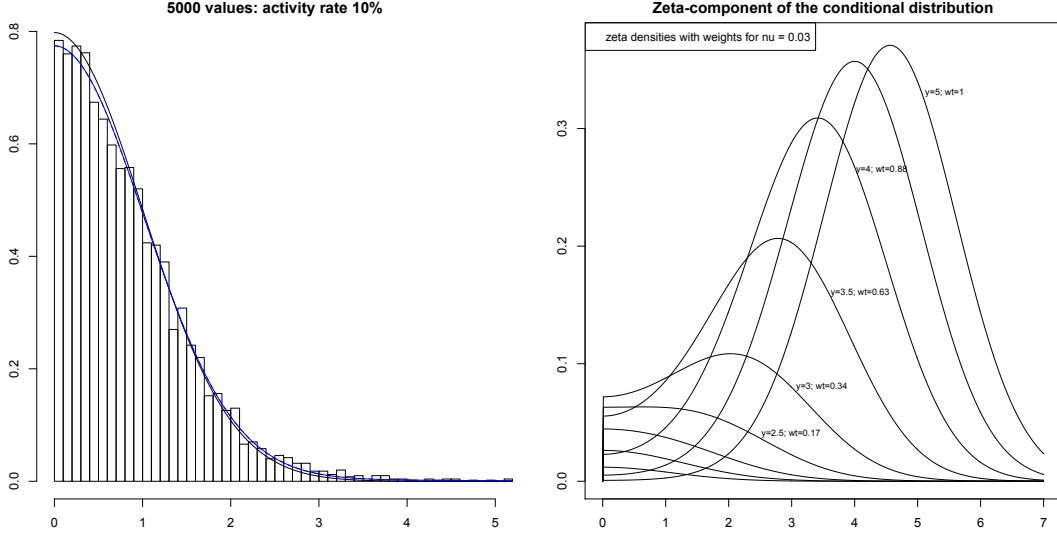 5000 values: activity rate 10%
0.8
0.6
0.4
0.2
0.0
0 1 2 3 4 5
Zeta-component of the conditional distribution
zeta densities with weights for nu = 0.03
y=5; wt=1
y=4; wt=0.88
y=3.5; wt=0.63
y=3; wt=0.34
y=2.5; wt=0.17
0.3
0.2
0.1
0.0
0 1 2 3 4 5 6 7